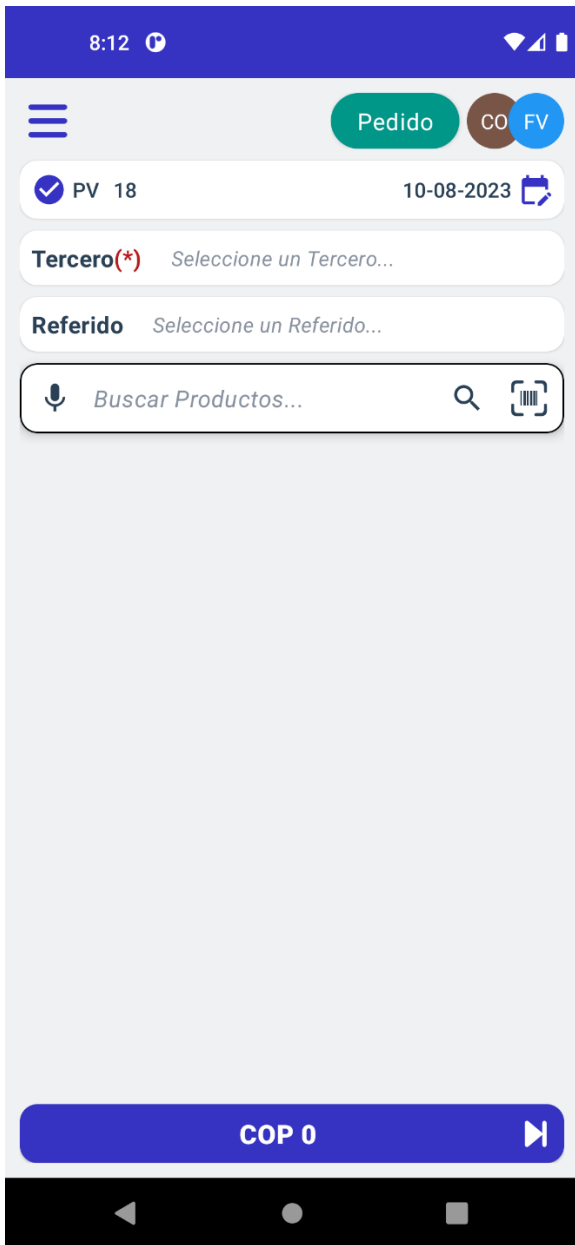 8:12
Pedido CO FV
PV 18 10-08-2023
Tercero(*) Seleccione un Tercero...
Referido Seleccione un Referido...
Buscar Productos...
COP 0